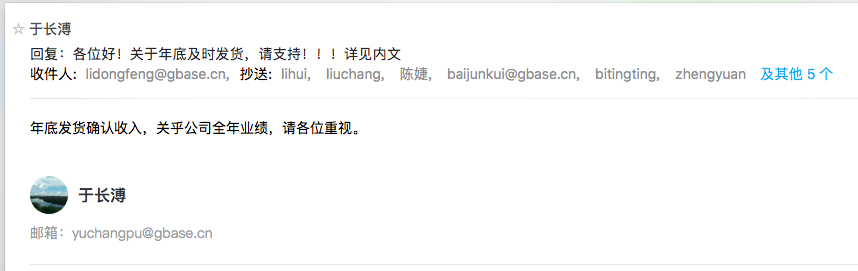 ☆ 于长溥
回复：各位好！关于年底及时发货，请支持！！！详见内文
收件人: lidongfeng@gbase.cn, 抄送: lihui, liuchang, 陈婕, baijunkui@gbase.cn, bitingting, zhengyuan 及其他 5 个
年底发货确认收入，关乎公司全年业绩，请各位重视。
于长溥
邮箱：yuchangpu@gbase.cn